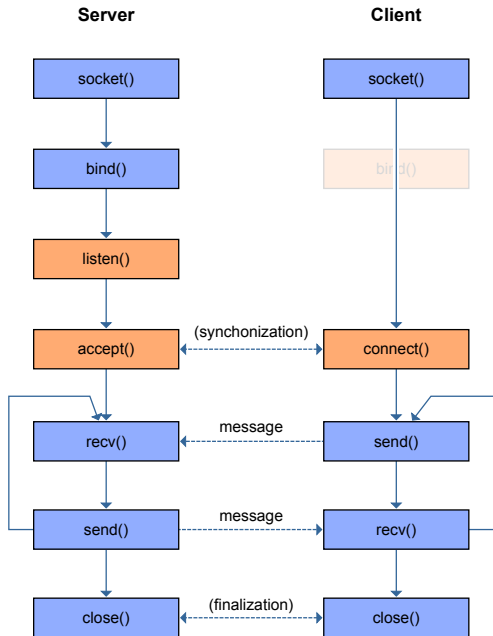 Server
Client
socket()
socket()
bind()
bind()
listen()
(synchonization)
accept()
connect()
message
recv()
send()
message
send()
recv()
(finalization)
close()
close()